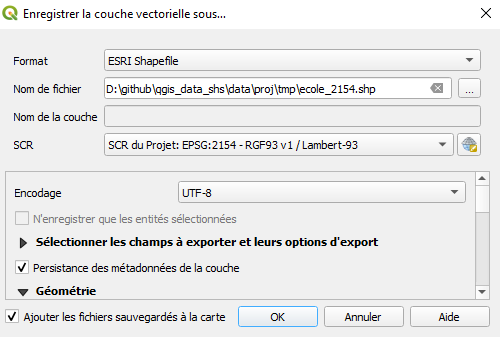 Enregistrer la couche vectorielle sous...
Format ESRI Shapefile
Nom de fichier D:\github\qgis_data_shs\data\proj\tmp\ecole_2154.shp ...
Nom de la couche
SCR SCR du Projet: EPSG:2154 - RGF93 v1 / Lambert-93
Encodage UTF-8
N'enregistrer que les entités sélectionnées
Sélectionner les champs à exporter et leurs options d'export
Persistance des métadonnées de la couche
Géométrie
Ajouter les fichiers sauvegardés à la carte OK Annuler Aide